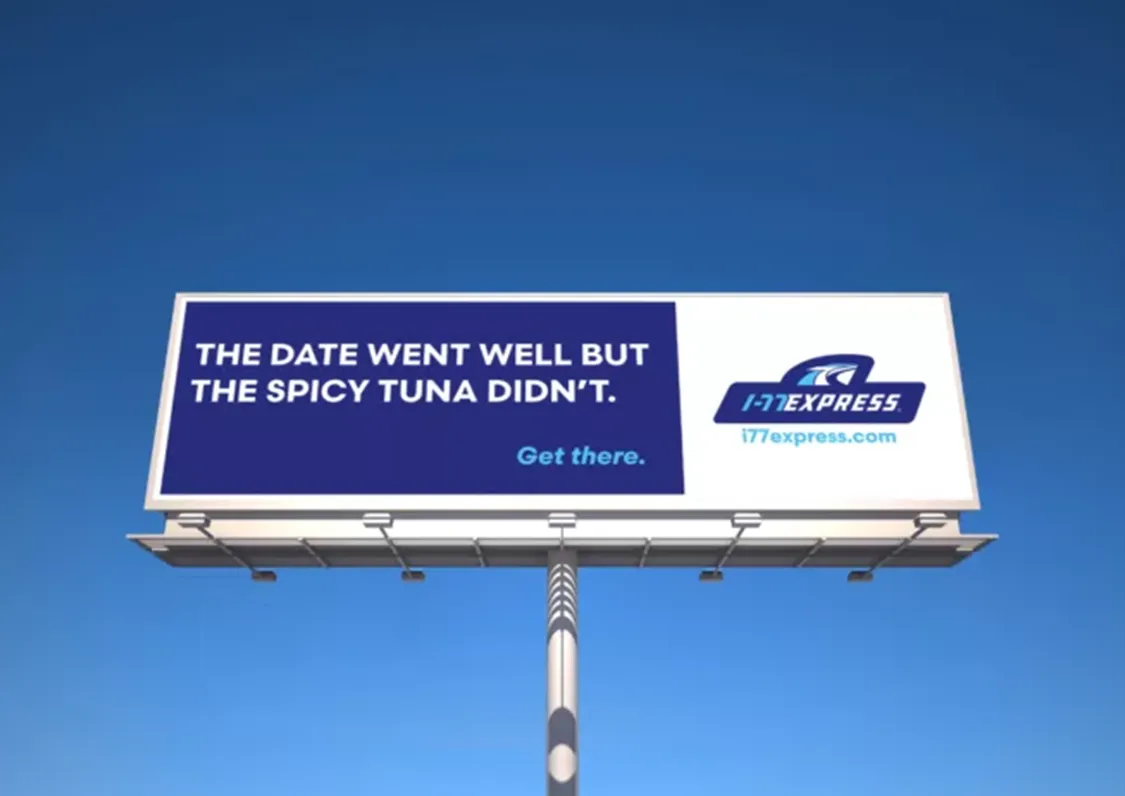 THE DATE WENT WELL BUT
THE SPICY TUNA DIDN'T.
Get there.
I-77EXPRESS
i77express.com